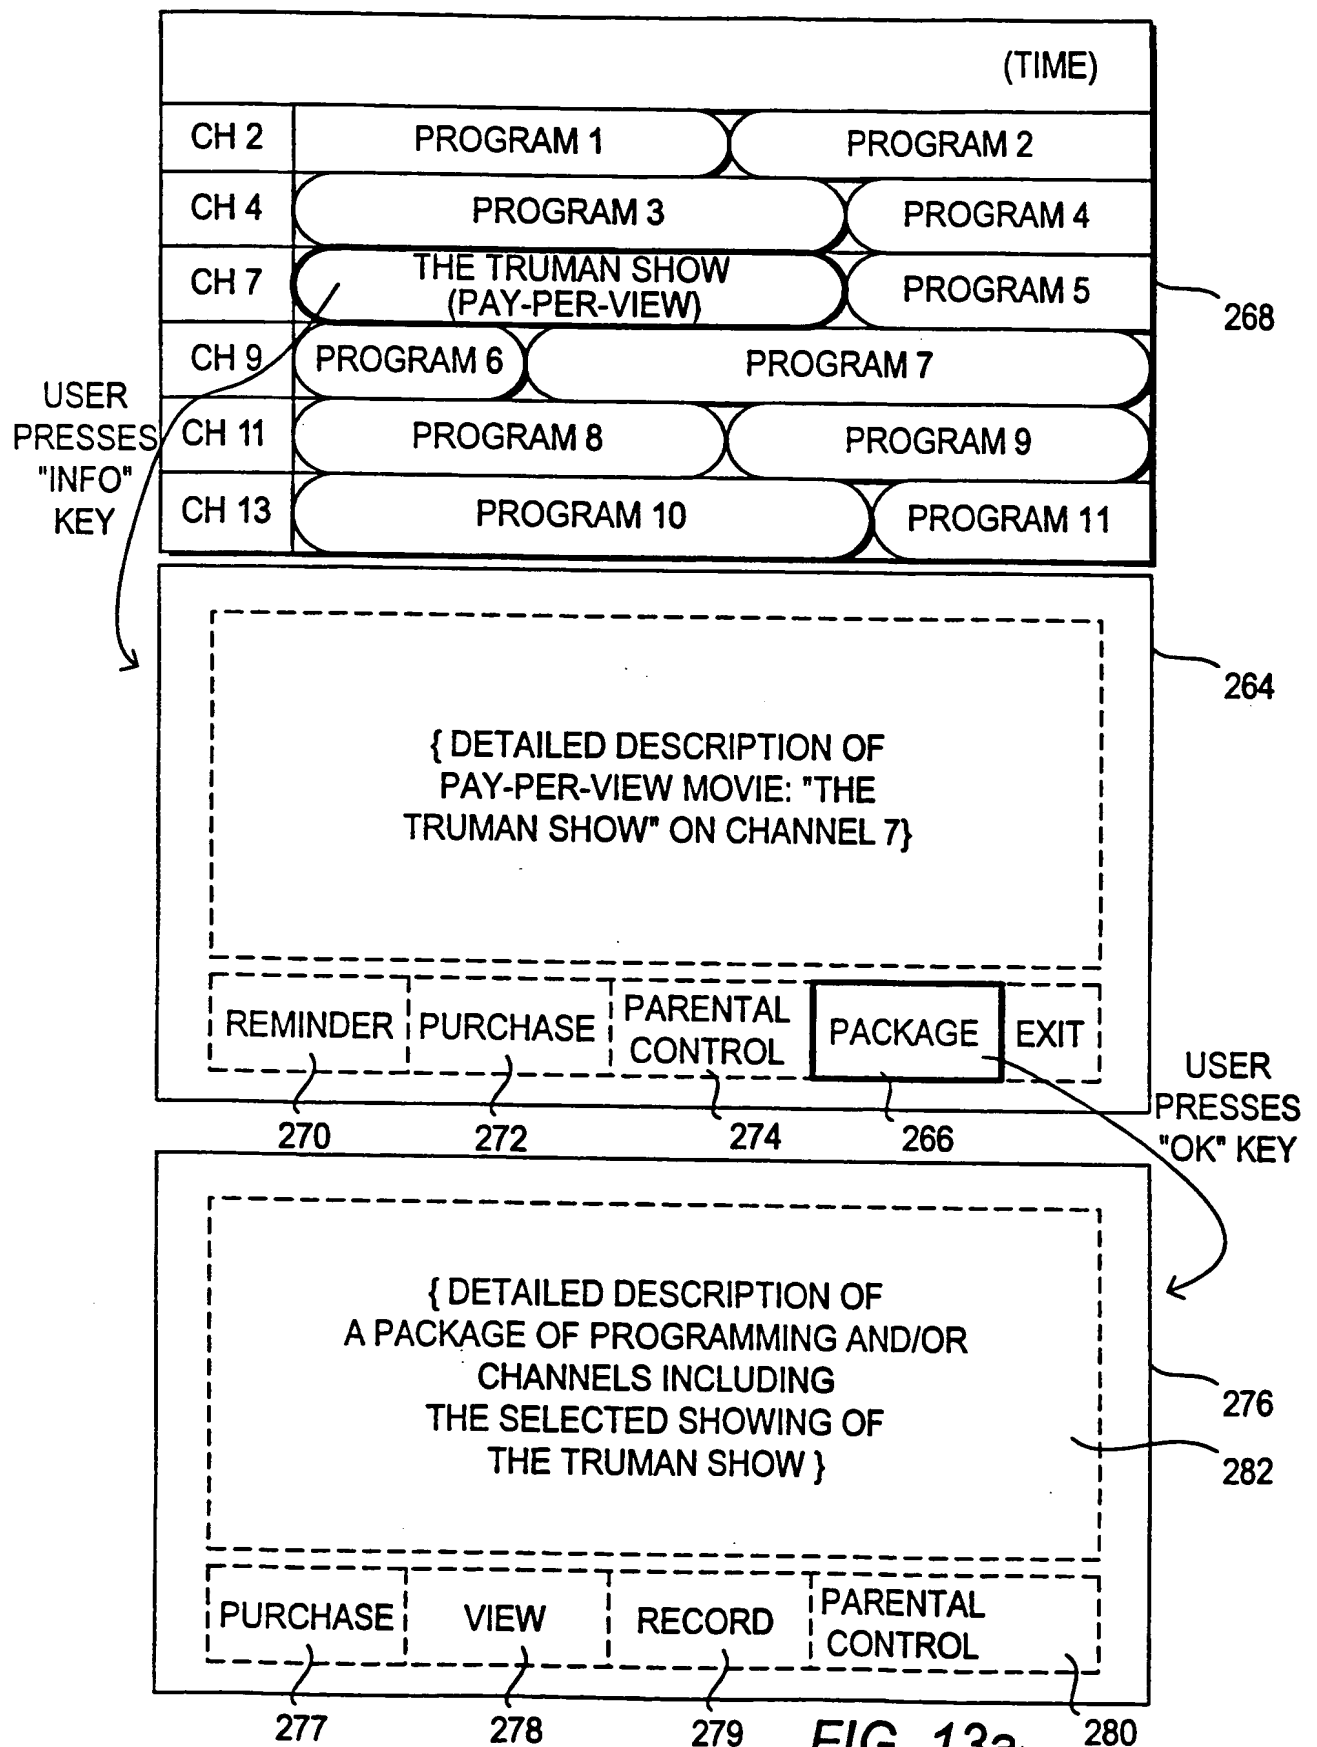 (TIME)
CH 2 PROGRAM 1 PROGRAM 2
CH 4 PROGRAM 3 PROGRAM 4
CH 7 THE TRUMAN SHOW
(PAY-PER-VIEW) PROGRAM 5
268
CH 9 PROGRAM 6 PROGRAM 7
CH 11 PROGRAM 8 PROGRAM 9
CH 13 PROGRAM 10 PROGRAM 11
USER
PRESSES
"INFO"
KEY
264
{ DETAILED DESCRIPTION OF
PAY-PER-VIEW MOVIE: "THE
TRUMAN SHOW" ON CHANNEL 7}
REMINDER PURCHASE PARENTAL
CONTROL PACKAGE EXIT
270 272 274 266
USER
PRESSES
"OK" KEY
{ DETAILED DESCRIPTION OF
A PACKAGE OF PROGRAMMING AND/OR
CHANNELS INCLUDING
THE SELECTED SHOWING OF
THE TRUMAN SHOW }
276
282
PURCHASE VIEW RECORD PARENTAL
CONTROL
277 278 279 280
FIG. 13a